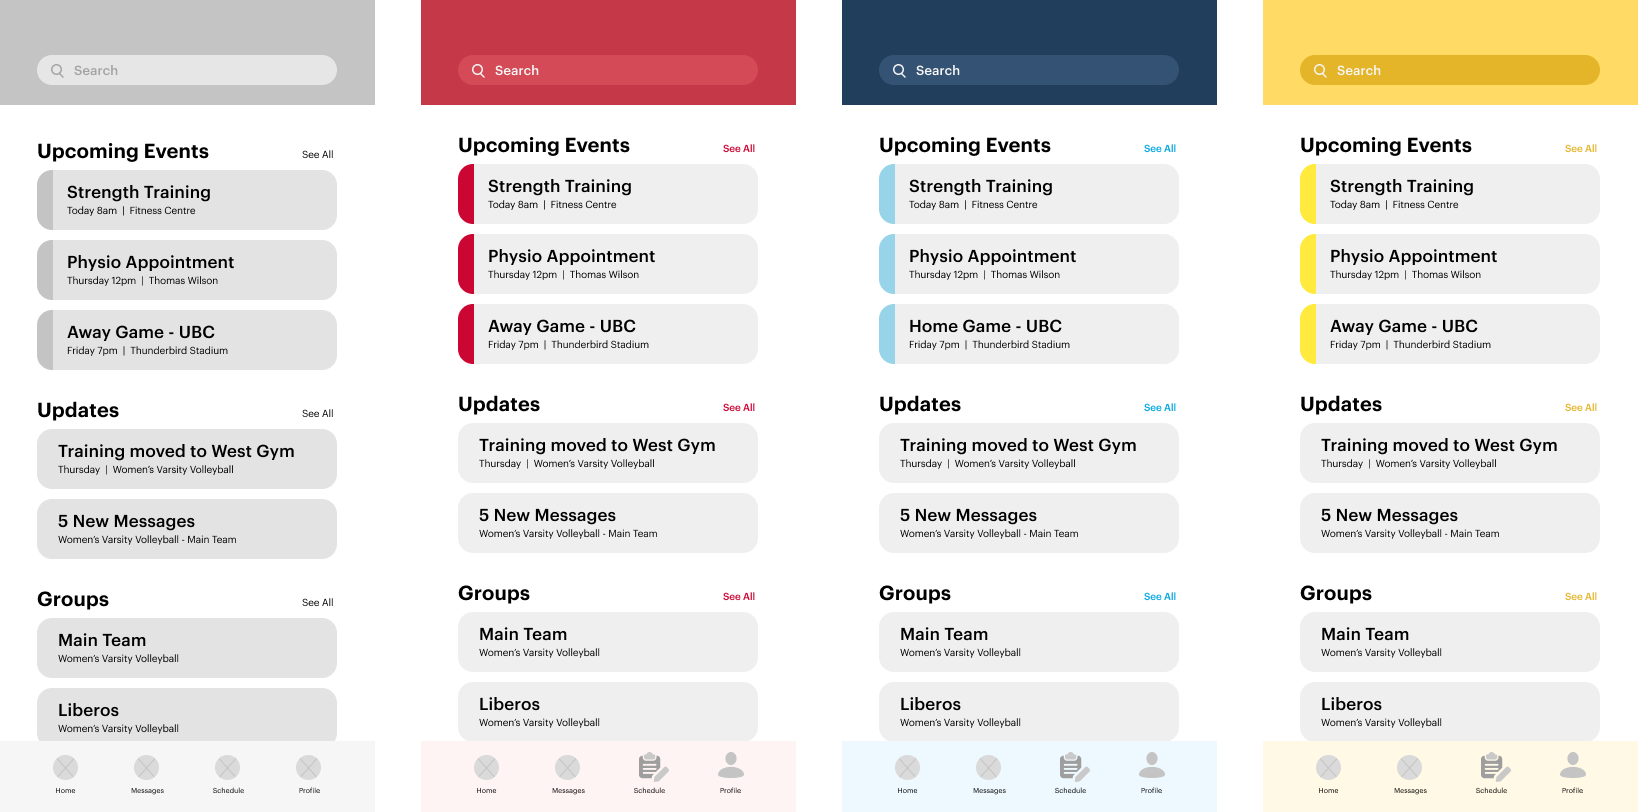 Search
Upcoming Events
See All
Strength Training
Today 8am | Fitness Centre
Physio Appointment
Thursday 12pm | Thomas Wilson
Away Game - UBC
Friday 7pm | Thunderbird Stadium
Updates
See All
Training moved to West Gym
Thursday | Women's Varsity Volleyball
5 New Messages
Women's Varsity Volleyball - Main Team
Groups
See All
Main Team
Women's Varsity Volleyball
Liberos
Women's Varsity Volleyball
Home
Messages
Schedule
Profile
Search
Upcoming Events
See All
Strength Training
Today 8am | Fitness Centre
Physio Appointment
Thursday 12pm | Thomas Wilson
Away Game - UBC
Friday 7pm | Thunderbird Stadium
Updates
See All
Training moved to West Gym
Thursday | Women's Varsity Volleyball
5 New Messages
Women's Varsity Volleyball - Main Team
Groups
See All
Main Team
Women's Varsity Volleyball
Liberos
Women's Varsity Volleyball
Home
Messages
Schedule
Profile
Search
Upcoming Events
See All
Strength Training
Today 8am | Fitness Centre
Physio Appointment
Thursday 12pm | Thomas Wilson
Home Game - UBC
Friday 7pm | Thunderbird Stadium
Updates
See All
Training moved to West Gym
Thursday | Women's Varsity Volleyball
5 New Messages
Women's Varsity Volleyball - Main Team
Groups
See All
Main Team
Women's Varsity Volleyball
Liberos
Women's Varsity Volleyball
Home
Messages
Schedule
Profile
Search
Upcoming Events
See All
Strength Training
Today 8am | Fitness Centre
Physio Appointment
Thursday 12pm | Thomas Wilson
Away Game - UBC
Friday 7pm | Thunderbird Stadium
Updates
See All
Training moved to West Gym
Thursday | Women's Varsity Volleyball
5 New Messages
Women's Varsity Volleyball - Main Team
Groups
See All
Main Team
Women's Varsity Volleyball
Liberos
Women's Varsity Volleyball
Home
Messages
Schedule
Profile